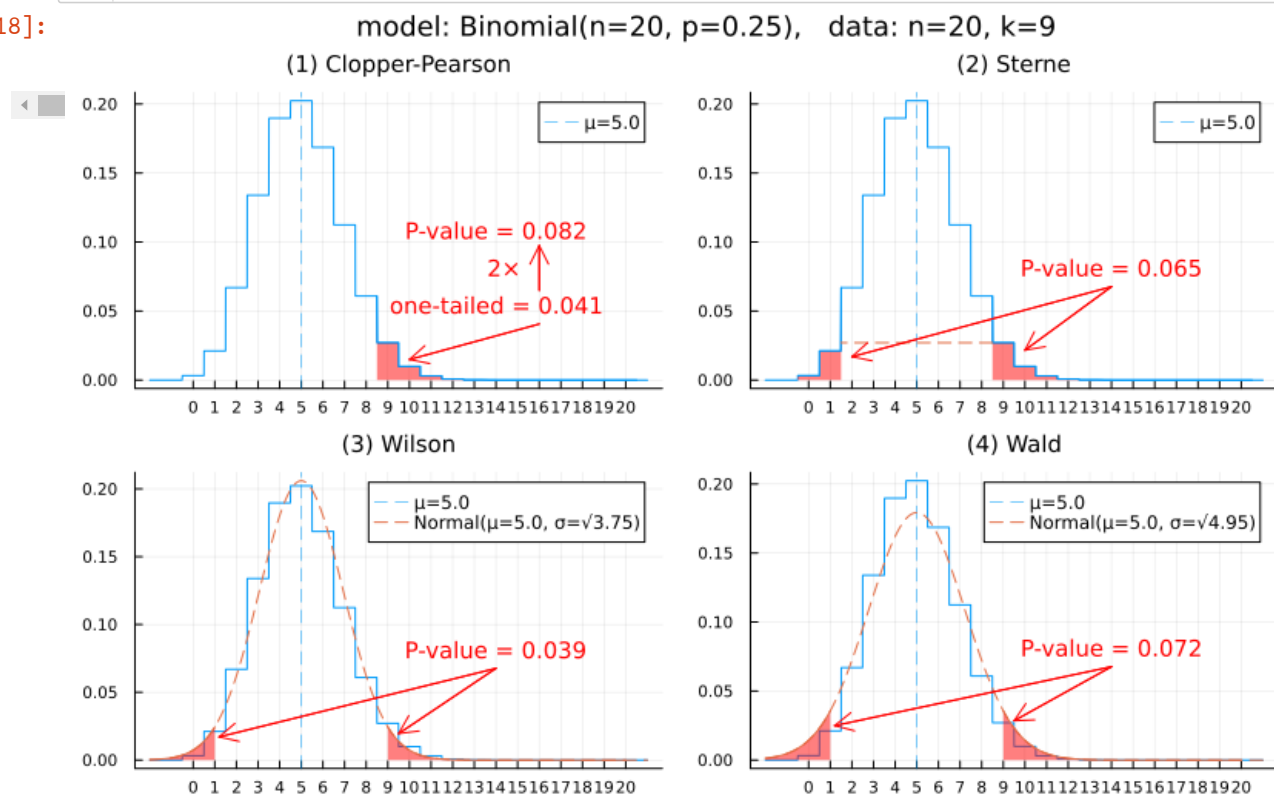 18]:
model: Binomial(n=20, p=0.25),   data: n=20, k=9
(1) Clopper-Pearson
μ=5.0
0.20
0.15
0.10
0.05
0.00
P-value = 0.082
2×
one-tailed = 0.041
0 1 2 3 4 5 6 7 8 9 10 11 12 13 14 15 16 17 18 19 20
(2) Sterne
μ=5.0
0.20
0.15
0.10
0.05
0.00
P-value = 0.065
0 1 2 3 4 5 6 7 8 9 10 11 12 13 14 15 16 17 18 19 20
(3) Wilson
μ=5.0
Normal(μ=5.0, σ=√3.75)
0.20
0.15
0.10
0.05
0.00
P-value = 0.039
0 1 2 3 4 5 6 7 8 9 10 11 12 13 14 15 16 17 18 19 20
(4) Wald
μ=5.0
Normal(μ=5.0, σ=√4.95)
0.20
0.15
0.10
0.05
0.00
P-value = 0.072
0 1 2 3 4 5 6 7 8 9 10 11 12 13 14 15 16 17 18 19 20